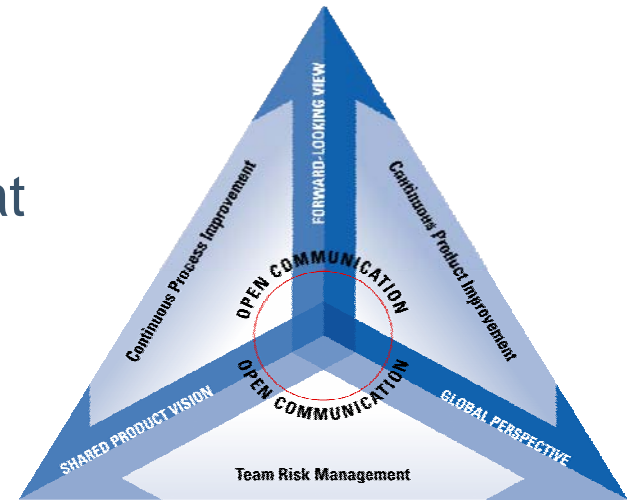 at
FORWARD-LOOKING VIEW
Continuous Process Improvement
Continuous Product Improvement
OPEN COMMUNICATION
OPEN COMMUNICATION
SHARED PRODUCT VISION
GLOBAL PERSPECTIVE
Team Risk Management